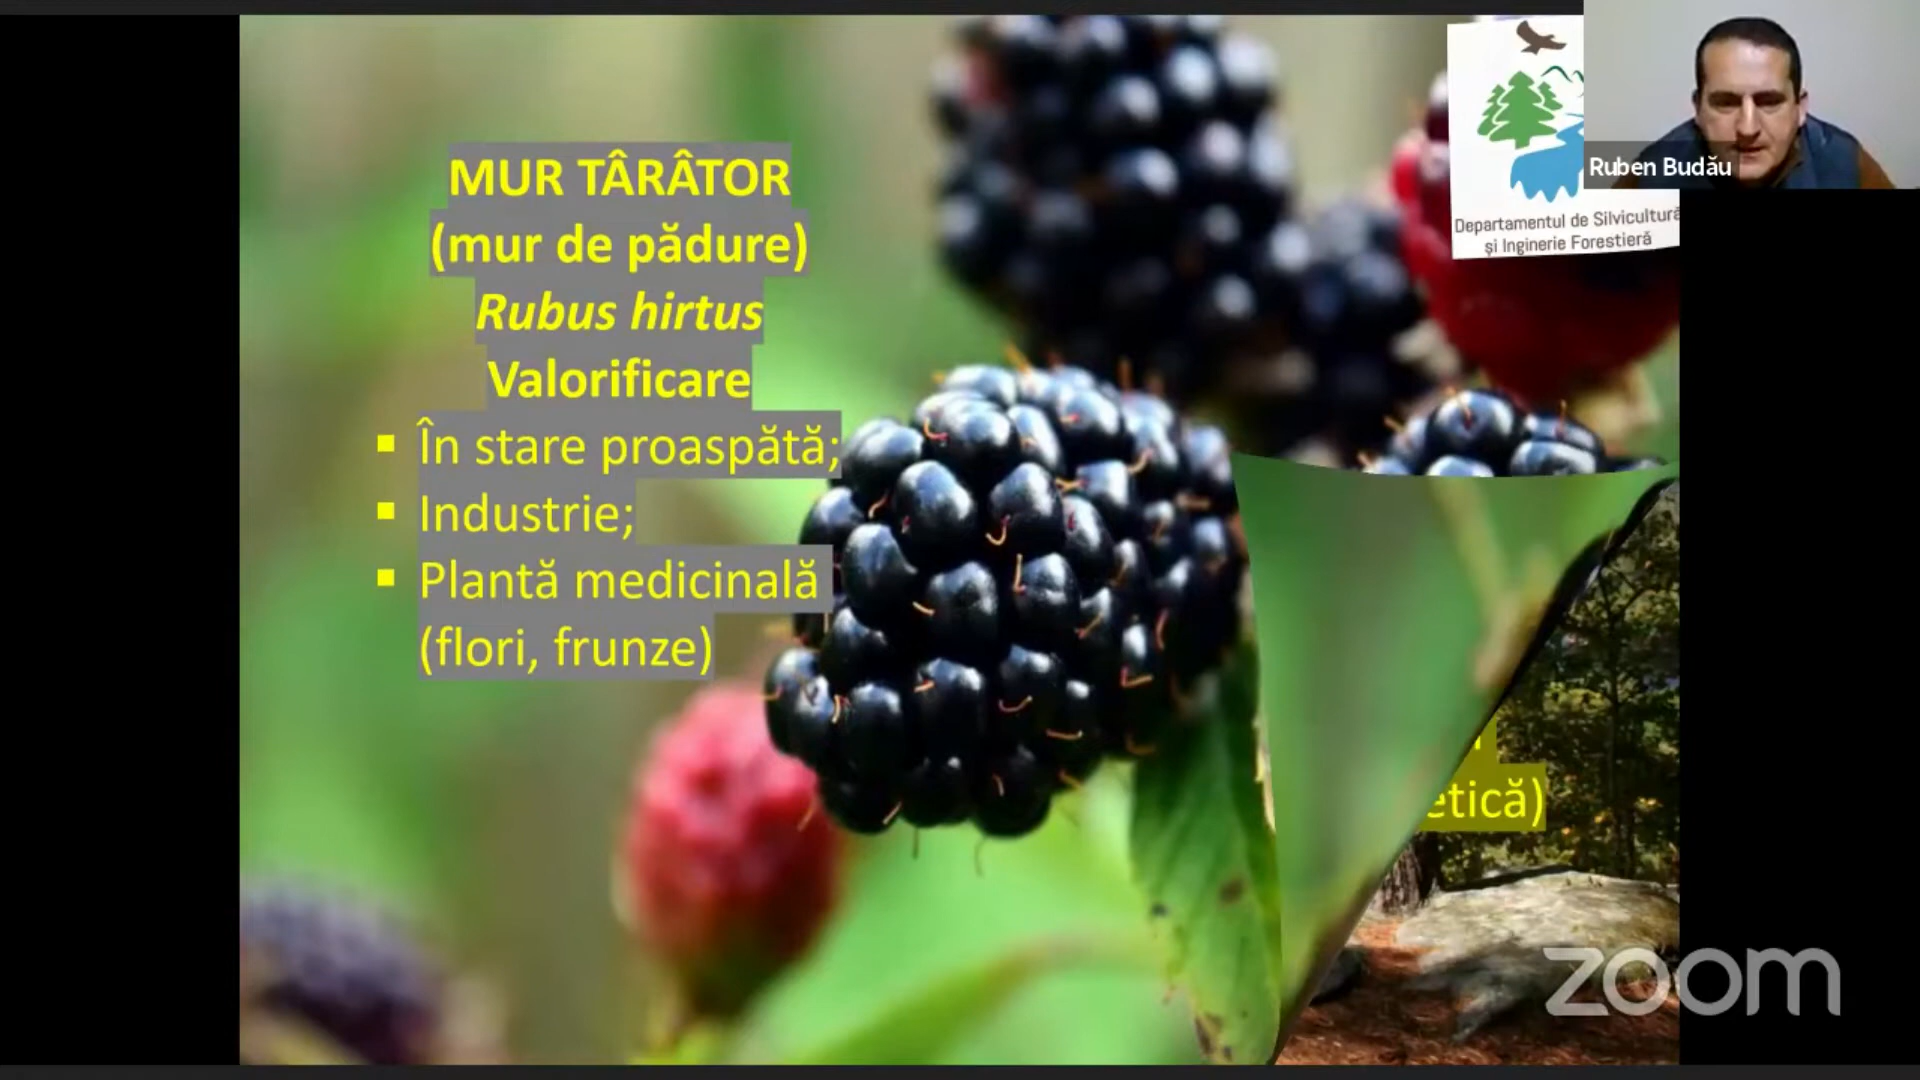 MUR TÂRÂTOR
(mur de pădure)
Rubus hirtus
Valorificare
▪ În stare proaspătă;
▪ Industrie;
▪ Plantă medicinală
(flori, frunze)
Departamentul de Silvicultură
și Inginerie Forestieră
Ruben Budău
etică)
zoom